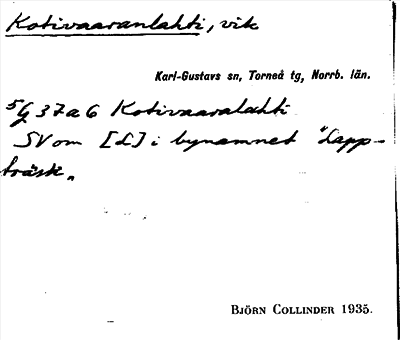 Kotivaaranlahti, vik
Karl-Gustavs sn, Torneå tg, Norrb. län.
5G 37a6 Kotivaaralahti
SV om [L] i bynamnet "Lapp-
träsk"
BJÖRN COLLINDER 1935.